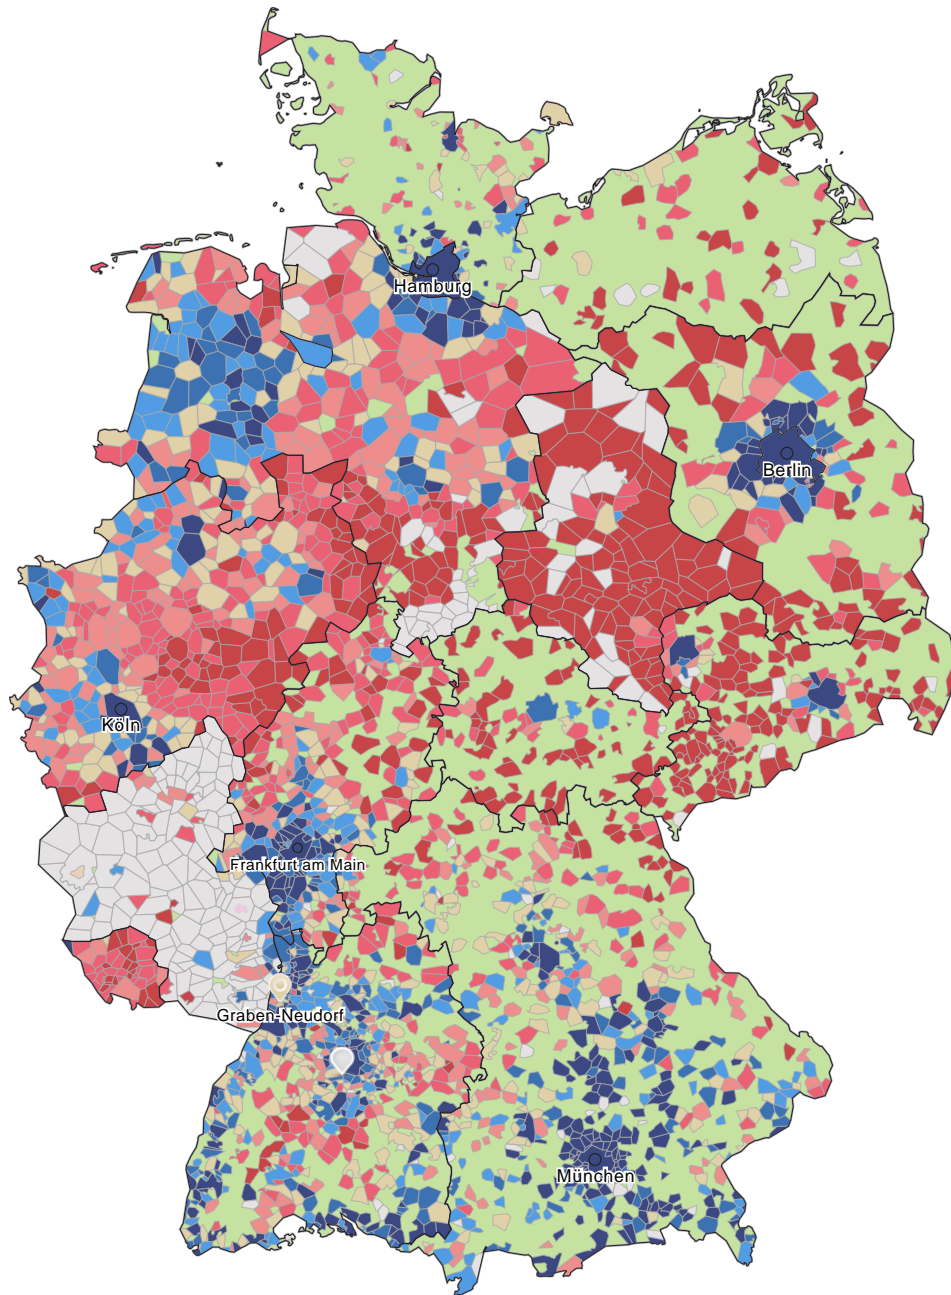 Hamburg
Berlin
Köln
Frankfurt am Main
Graben-Neudorf
München